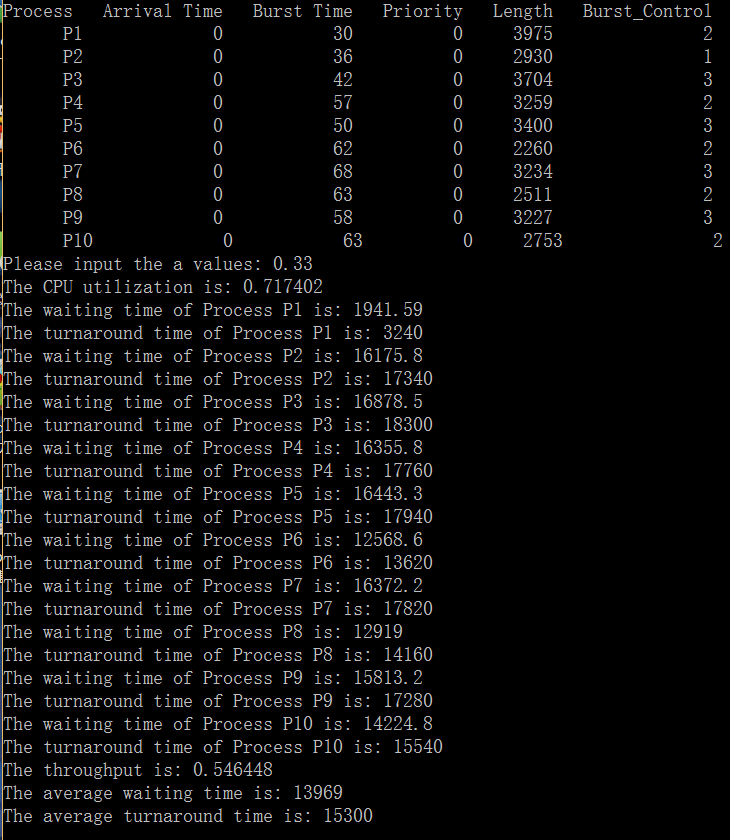 Process   Arrival Time   Burst Time   Priority   Length   Burst_Control
P1   0   30   0   3975   2
P2   0   36   0   2930   1
P3   0   42   0   3704   3
P4   0   57   0   3259   2
P5   0   50   0   3400   3
P6   0   62   0   2260   2
P7   0   68   0   3234   3
P8   0   63   0   2511   2
P9   0   58   0   3227   3
P10   0   63   0   2753   2
Please input the a values: 0.33
The CPU utilization is: 0.717402
The waiting time of Process P1 is: 1941.59
The turnaround time of Process P1 is: 3240
The waiting time of Process P2 is: 16175.8
The turnaround time of Process P2 is: 17340
The waiting time of Process P3 is: 16878.5
The turnaround time of Process P3 is: 18300
The waiting time of Process P4 is: 16355.8
The turnaround time of Process P4 is: 17760
The waiting time of Process P5 is: 16443.3
The turnaround time of Process P5 is: 17940
The waiting time of Process P6 is: 12568.6
The turnaround time of Process P6 is: 13620
The waiting time of Process P7 is: 16372.2
The turnaround time of Process P7 is: 17820
The waiting time of Process P8 is: 12919
The turnaround time of Process P8 is: 14160
The waiting time of Process P9 is: 15813.2
The turnaround time of Process P9 is: 17280
The waiting time of Process P10 is: 14224.8
The turnaround time of Process P10 is: 15540
The throughput is: 0.546448
The average waiting time is: 13969
The average turnaround time is: 15300